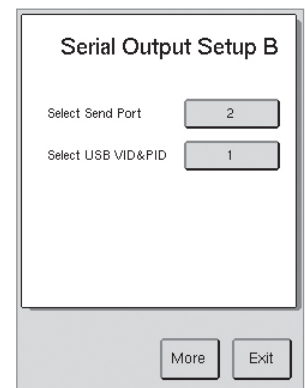 Serial Output Setup B
Select Send Port 2
Select USB VID&PID 1
More Exit